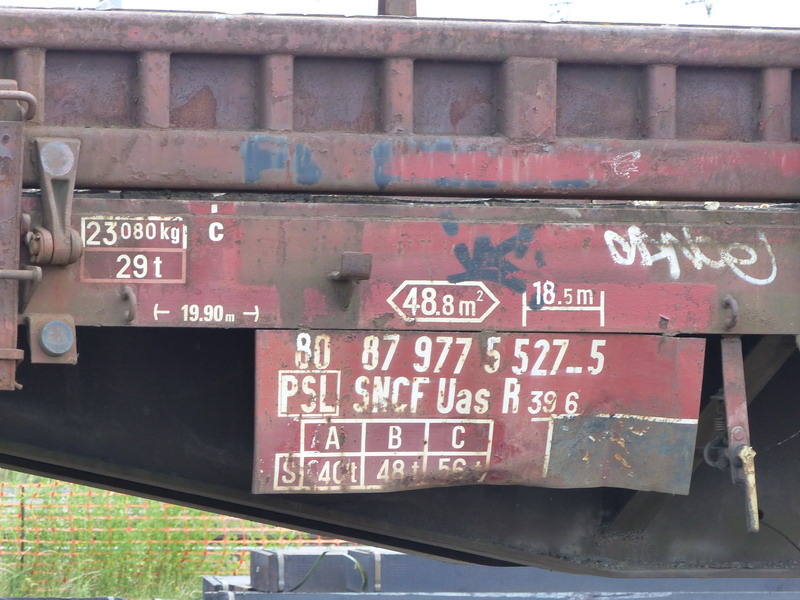 23 080 kg C
29 t
19.90 m
48.8 m²
18.5 m
80 87 977 5 527-5
PSL SNCF Uas R 39 6
A B C
S 40 t 48 t 56 t